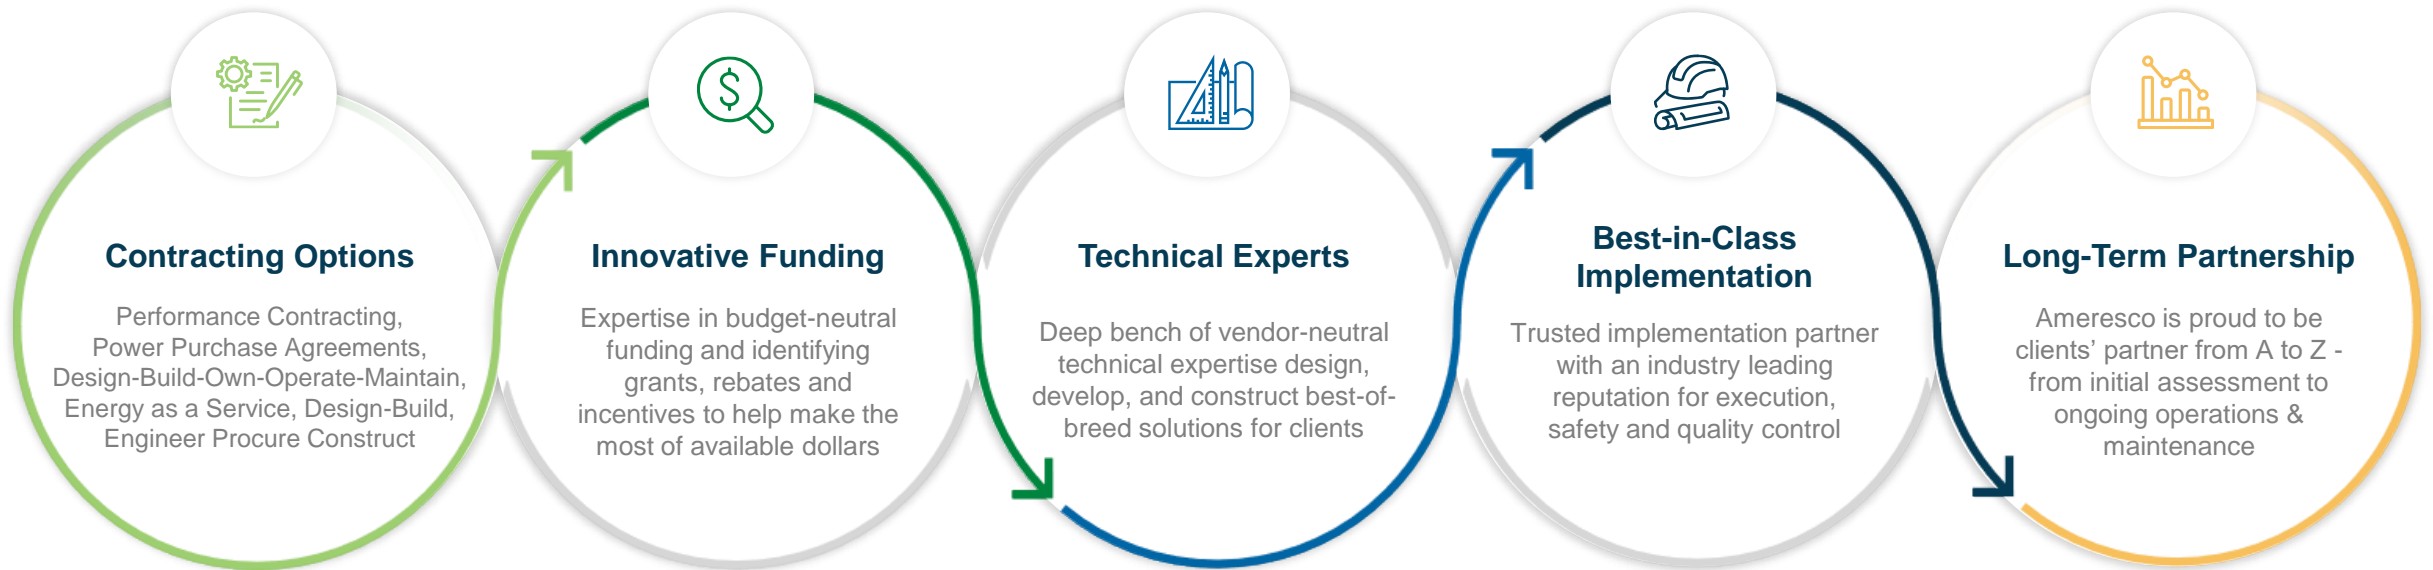 Contracting Options
Performance Contracting,
Power Purchase Agreements,
Design-Build-Own-Operate-Maintain,
Energy as a Service, Design-Build,
Engineer Procure Construct
Innovative Funding
Expertise in budget-neutral
funding and identifying
grants, rebates and
incentives to help make the
most of available dollars
Technical Experts
Deep bench of vendor-neutral
technical expertise design,
develop, and construct best-of-
breed solutions for clients
Best-in-Class
Implementation
Trusted implementation partner
with an industry leading
reputation for execution,
safety and quality control
Long-Term Partnership
Ameresco is proud to be
clients’ partner from A to Z -
from initial assessment to
ongoing operations &
maintenance